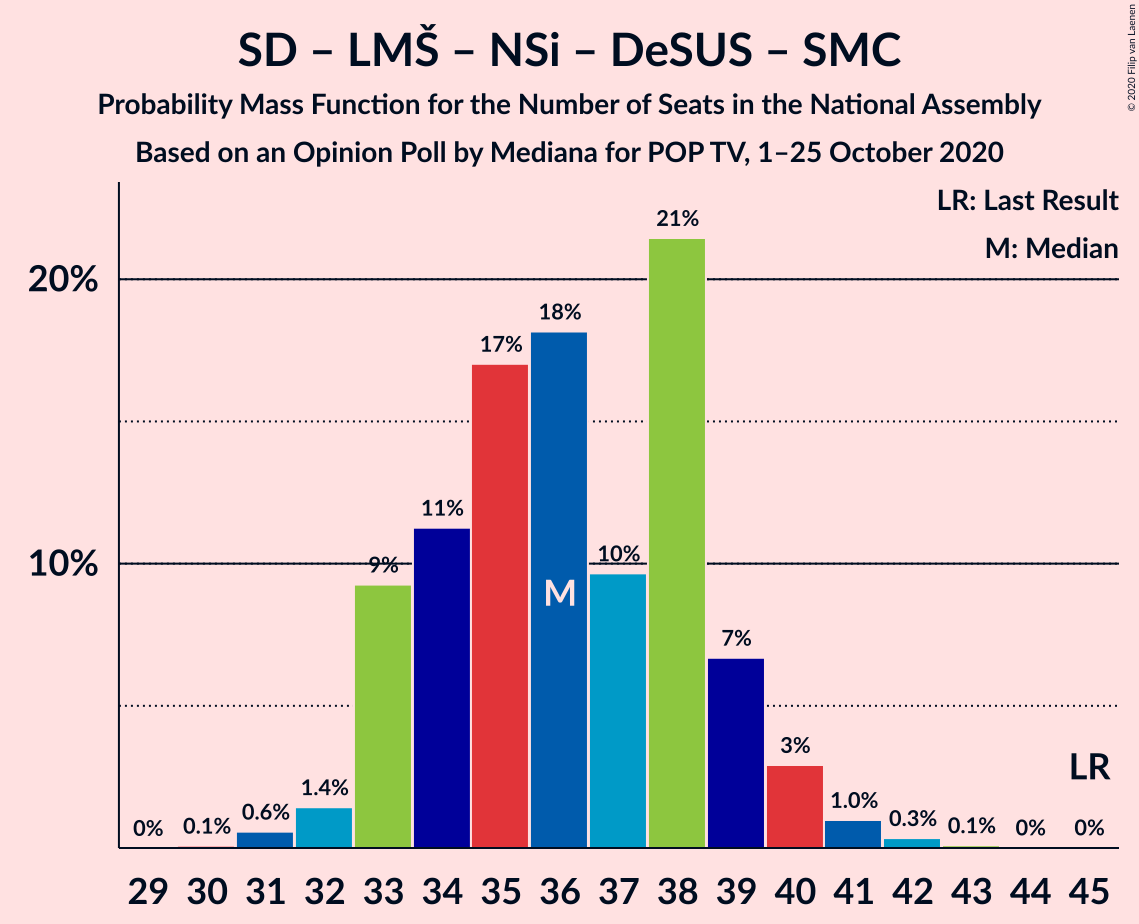 SD – LMŠ – NSi – DeSUS – SMC
Probability Mass Function for the Number of Seats in the National Assembly
Based on an Opinion Poll by Mediana for POP TV, 1–25 October 2020
© 2020 Filip van Laenen
LR: Last Result
M: Median
20%
10%
0% 0.1% 0.6% 1.4% 9% 11% 17% 18% 10% 21% 7% 3% 1.0% 0.3% 0.1% 0% 0%
M
LR
29 30 31 32 33 34 35 36 37 38 39 40 41 42 43 44 45